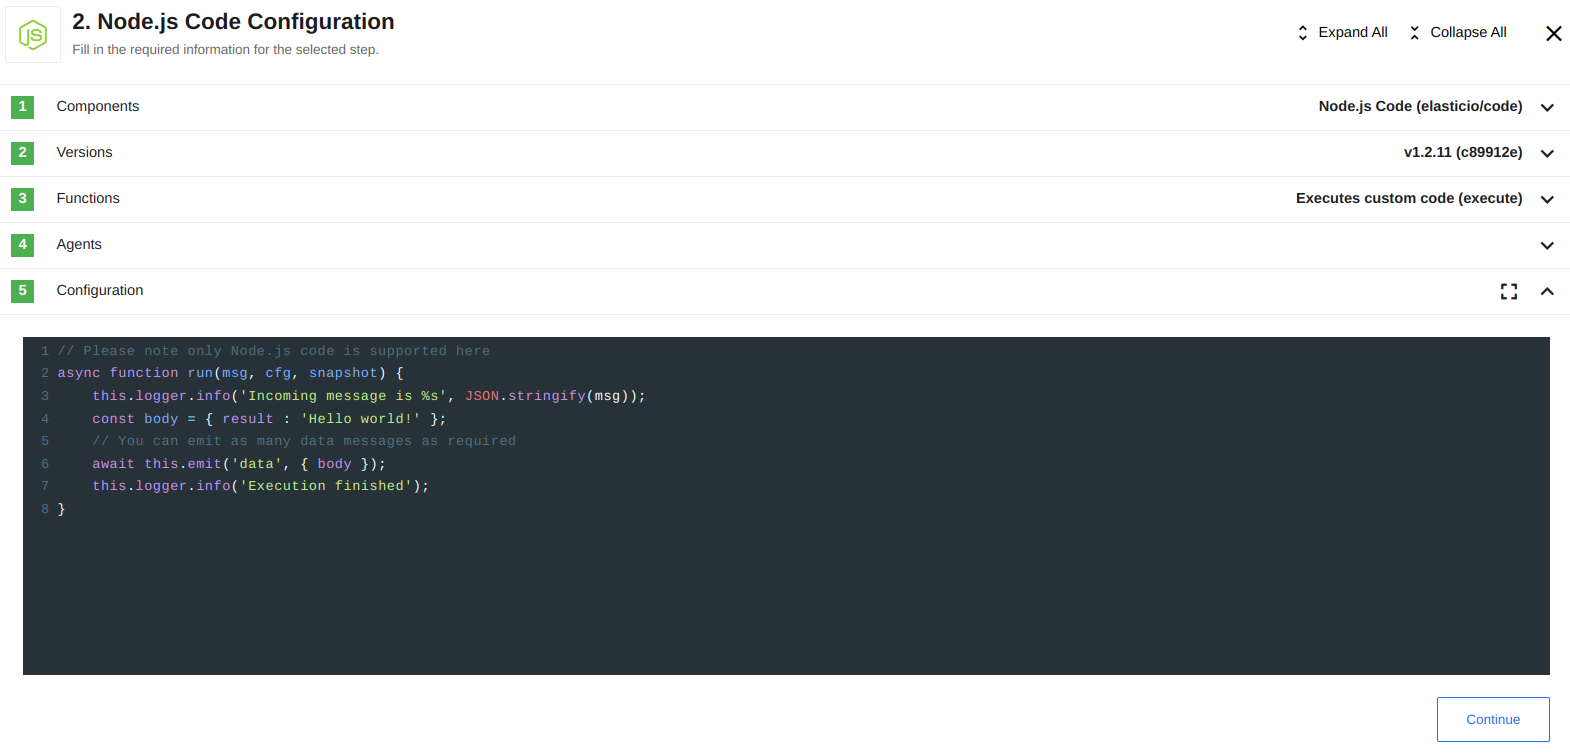 JS
2. Node.js Code Configuration
Fill in the required information for the selected step.
Expand All
Collapse All
1 Components Node.js Code (elasticio/code)
2 Versions v1.2.11 (c89912e)
3 Functions Executes custom code (execute)
4 Agents
5 Configuration
1 // Please note only Node.js code is supported here
2 async function run(msg, cfg, snapshot) {
3     this.logger.info('Incoming message is %s', JSON.stringify(msg));
4     const body = { result : 'Hello world!' };
5     // You can emit as many data messages as required
6     await this.emit('data', { body });
7     this.logger.info('Execution finished');
8 }
Continue